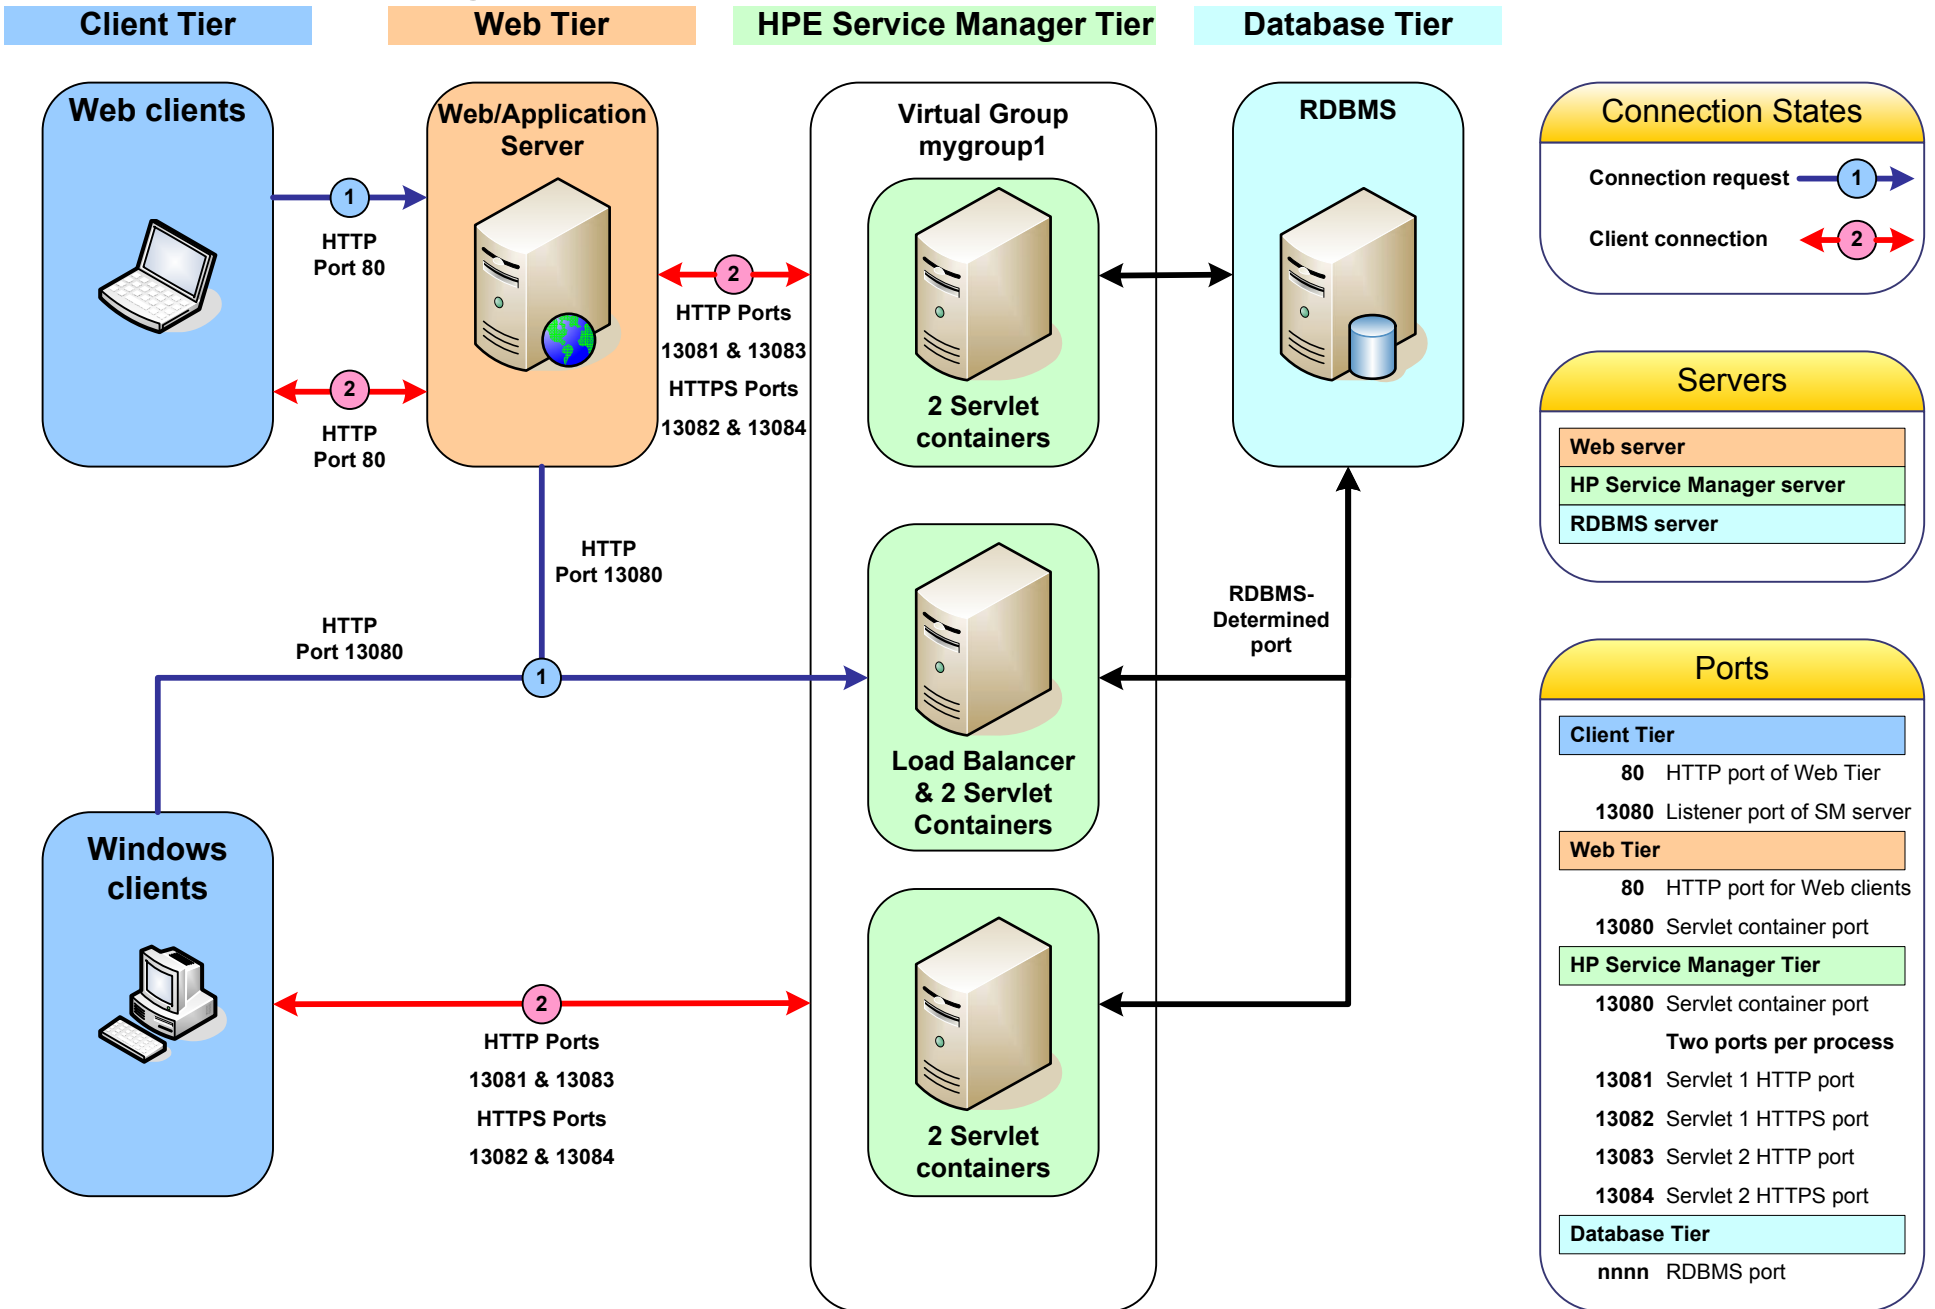 Client Tier
Web Tier
HPE Service Manager Tier
Database Tier
Web clients
1
HTTP
Port 80
2
HTTP
Port 80
Web/Application
Server
2
HTTP Ports
13081 & 13083
HTTPS Ports
13082 & 13084
Virtual Group
mygroup1
2 Servlet
containers
RDBMS
HTTP
Port 13080
HTTP
Port 13080
1
Load Balancer
& 2 Servlet
Containers
RDBMS-
Determined
port
Windows
clients
2
HTTP Ports
13081 & 13083
HTTPS Ports
13082 & 13084
2 Servlet
containers
Connection States
Connection request 1
Client connection 2
Servers
Web server
HP Service Manager server
RDBMS server
Ports
Client Tier
80 HTTP port of Web Tier
13080 Listener port of SM server
Web Tier
80 HTTP port for Web clients
13080 Servlet container port
HP Service Manager Tier
13080 Servlet container port
Two ports per process
13081 Servlet 1 HTTP port
13082 Servlet 1 HTTPS port
13083 Servlet 2 HTTP port
13084 Servlet 2 HTTPS port
Database Tier
nnnn RDBMS port